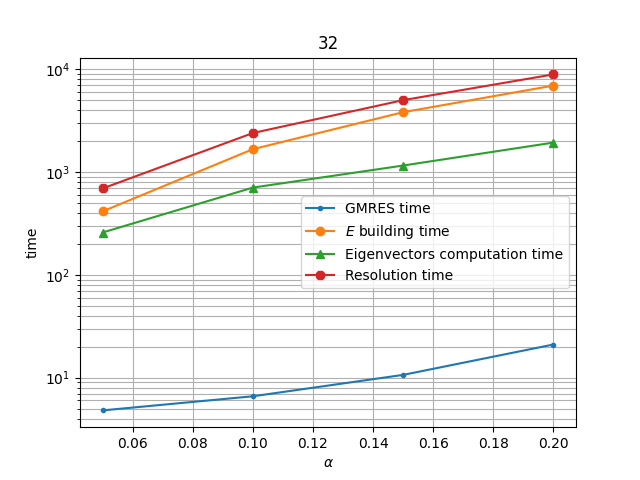 32
time
10⁴
10³
10²
10¹
GMRES time
E building time
Eigenvectors computation time
Resolution time
0.06 0.08 0.10 0.12 0.14 0.16 0.18 0.20
α